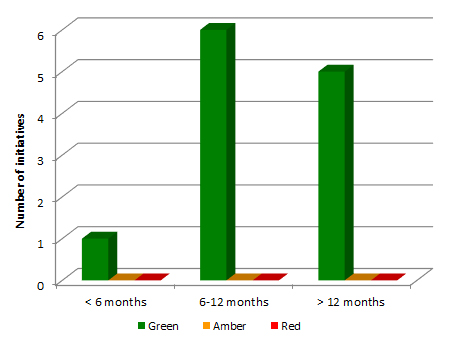 Number of initiatives
6
5
4
3
2
1
0
< 6 months 6-12 months > 12 months
Green Amber Red